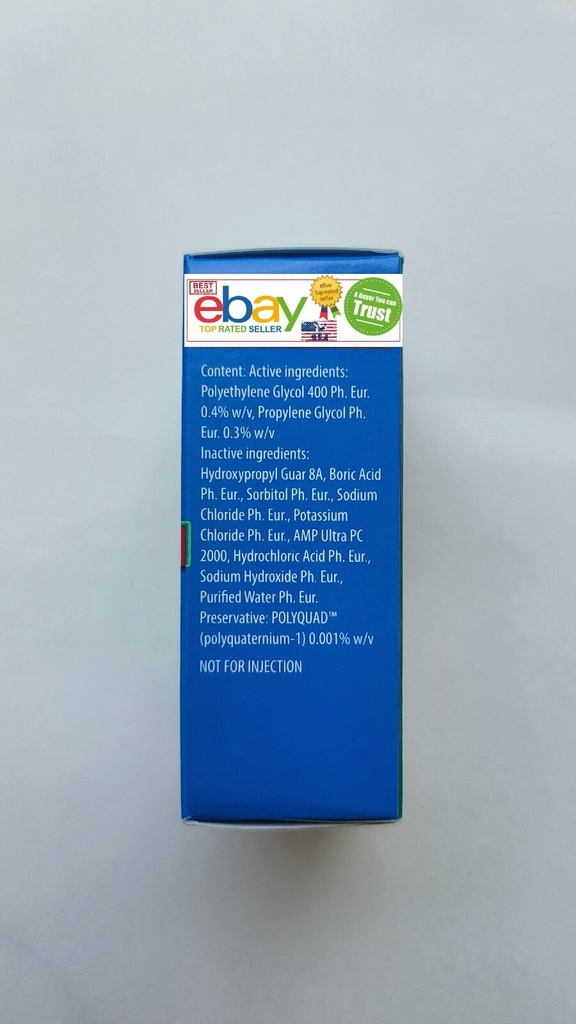 BEST
SELLER
ebay
TOP RATED SELLER
eBay
Top-rated
seller
A Buyer You can
Trust
Content: Active ingredients:
Polyethylene Glycol 400 Ph. Eur.
0.4% w/v, Propylene Glycol Ph.
Eur. 0.3% w/v
Inactive ingredients:
Hydroxypropyl Guar 8A, Boric Acid
Ph. Eur., Sorbitol Ph. Eur., Sodium
Chloride Ph. Eur., Potassium
Chloride Ph. Eur., AMP Ultra PC
2000, Hydrochloric Acid Ph. Eur.,
Sodium Hydroxide Ph. Eur.,
Purified Water Ph. Eur.
Preservative: POLYQUAD™
(polyquaternium-1) 0.001% w/v
NOT FOR INJECTION